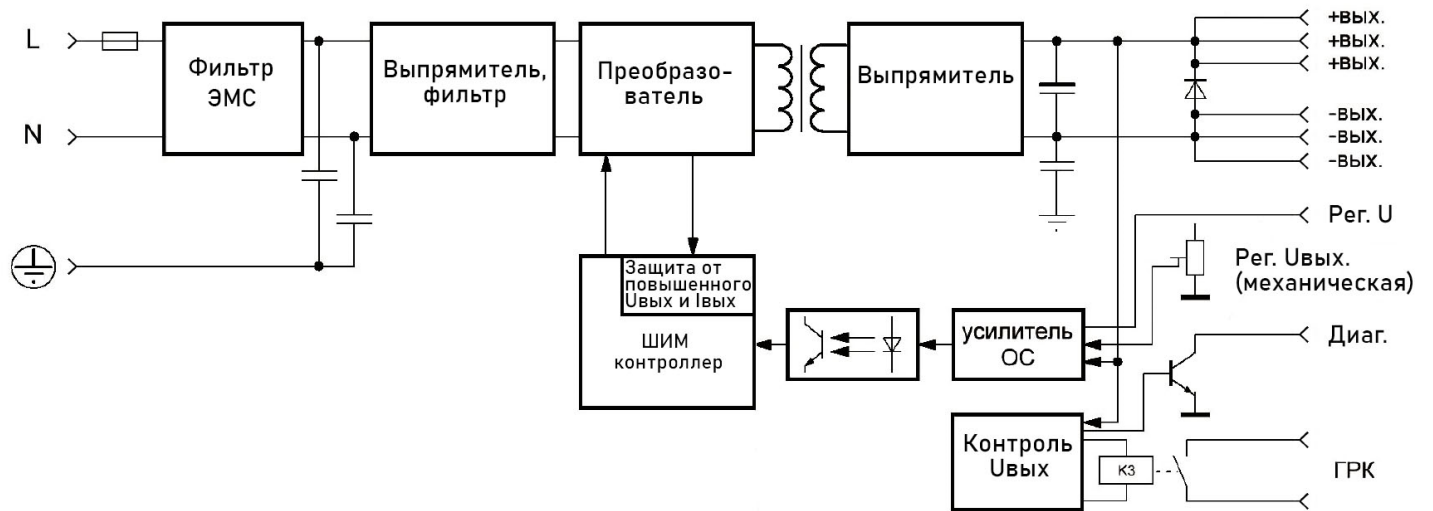 L
N
Фильтр
ЭМС
Выпрямитель,
фильтр
Преобразо-
ватель
Выпрямитель
+вых.
+вых.
+вых.
-вых.
-вых.
-вых.
Рег. U
Рег. Uвых.
(механическая)
Защита от
повышенного
Uвых и Iвых
ШИМ
контроллер
усилитель
ОС
Диаг.
Контроль
Uвых
К3
ГРК